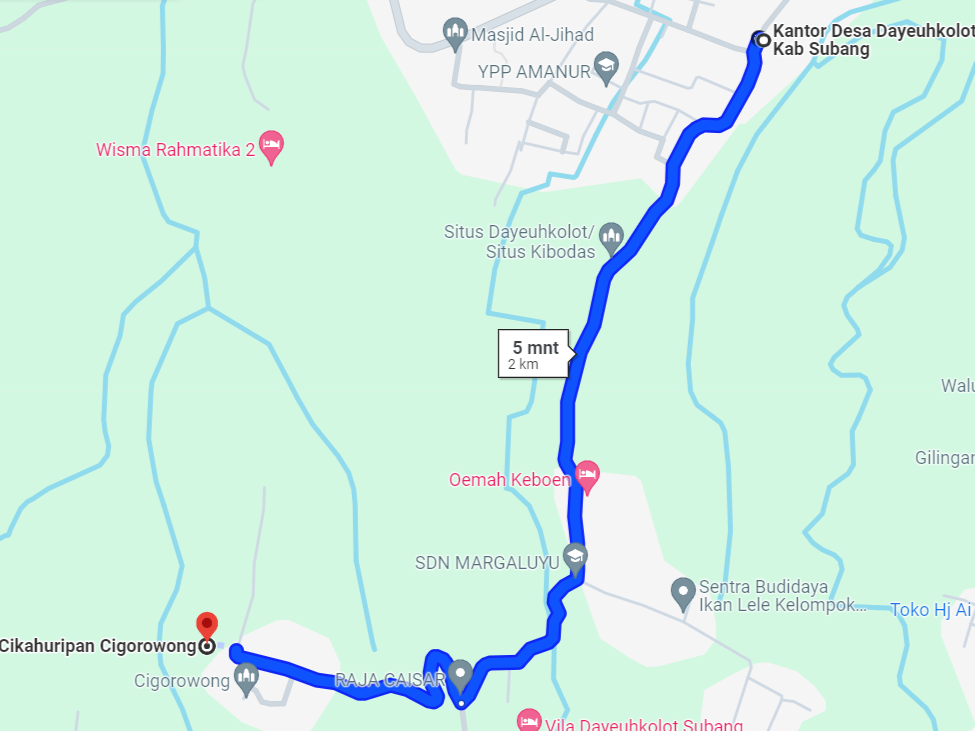 Kantor Desa Dayeuhkolot
Kab Subang
Masjid Al-Jihad
YPP AMANUR
Wisma Rahmatika 2
Situs Dayeuhkolot/
Situs Kibodas
5 mnt
2 km
Walu
Gilingan
Oemah Keboen
SDN MARGALUYU
Sentra Budidaya
Ikan Lele Kelompok...
Toko Hj Ai
Cikahuripan Cigorowong
Cigorowong
RAJA CAISAR
Vila Dayeuhkolot Subang